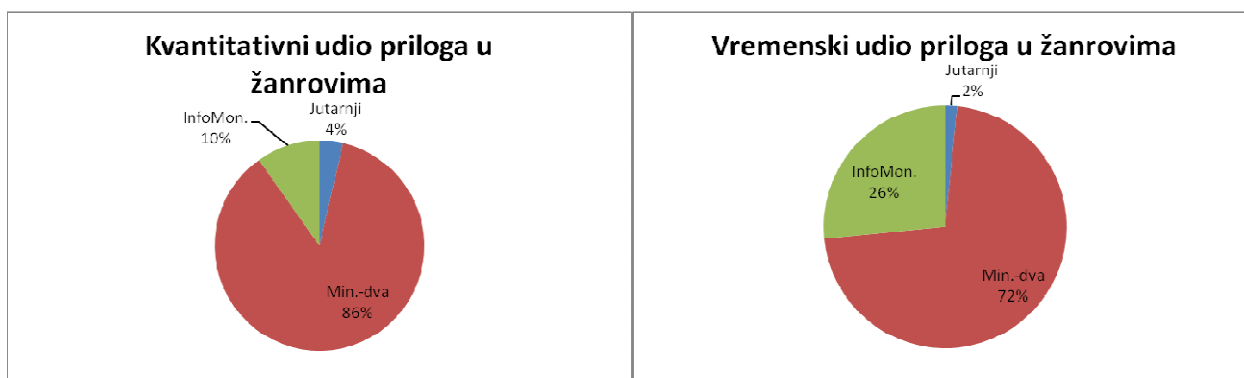 Kvantitativni udio priloga u
žanrovima
InfoMon.
10%
Jutarnji
4%
Min.-dva
86%
Vremenski udio priloga u žanrovima
Jutarnji
2%
InfoMon.
26%
Min.-dva
72%